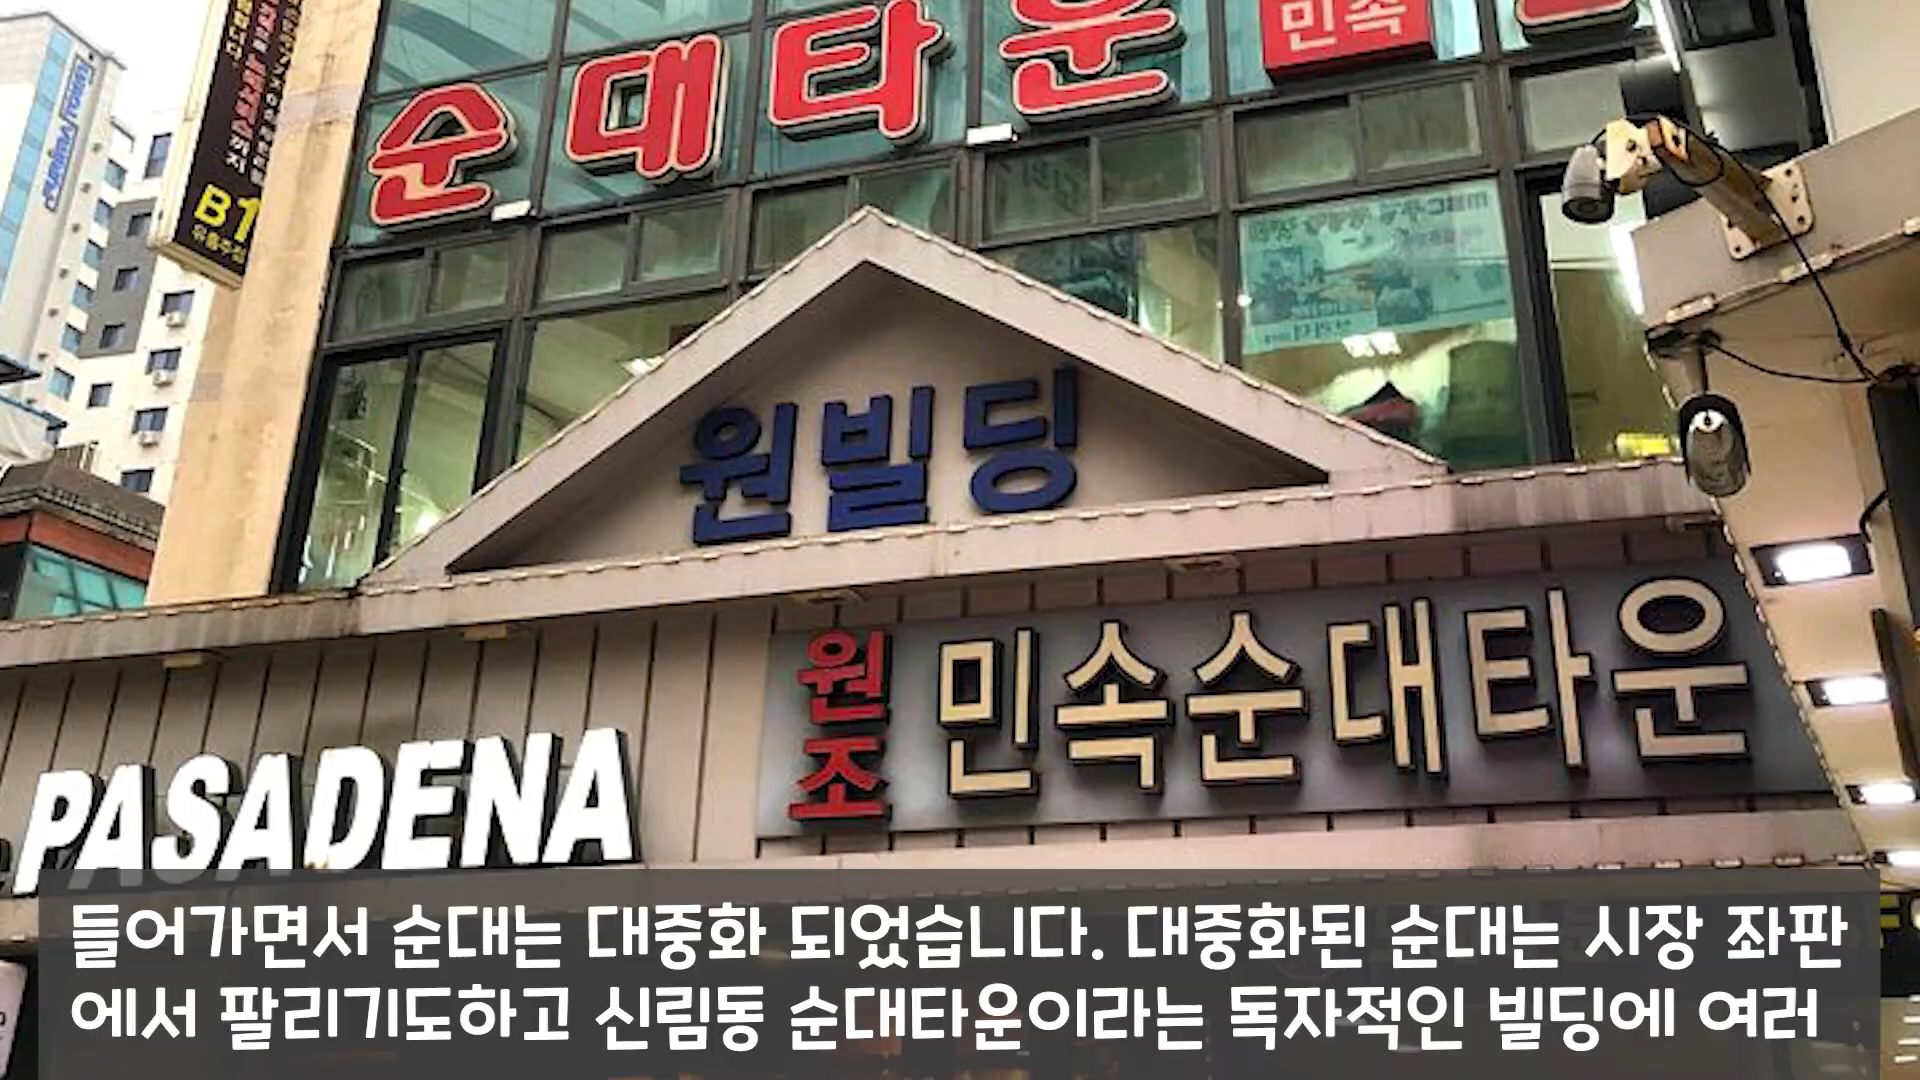 순대타운
민속
B1
원빌딩
원조
민속순대타운
PASADENA
들어가면서 순대는 대중화 되었습니다. 대중화된 순대는 시장 좌판
에서 팔리기도하고 신림동 순대타운이라는 독자적인 빌딩에 여러